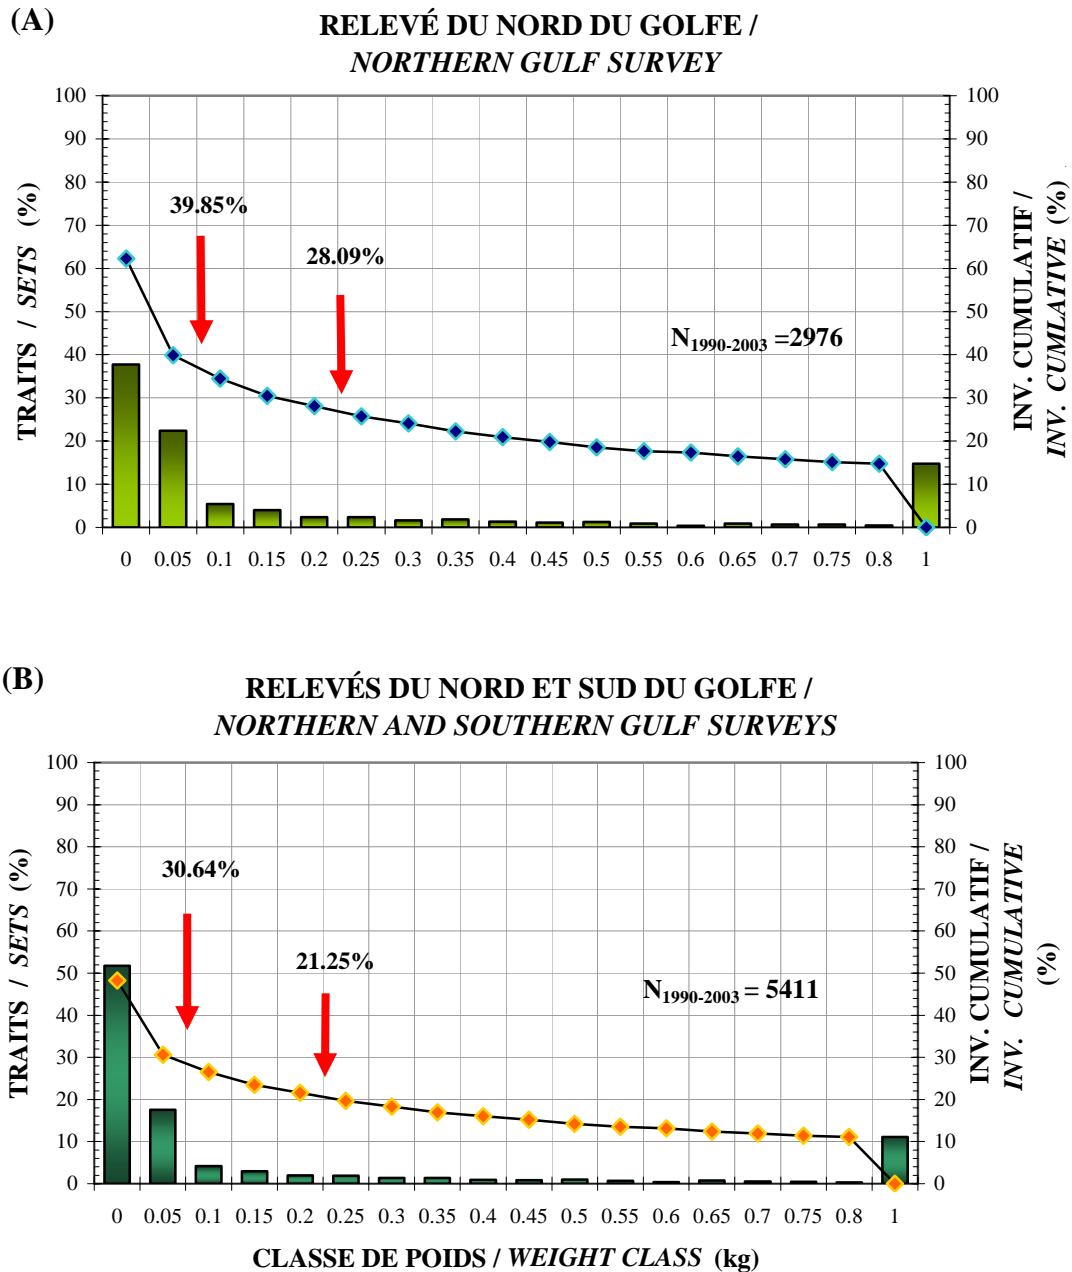 (A)
RELEVÉ DU NORD DU GOLFE /
NORTHERN GULF SURVEY
TRAITS / SETS (%)
100
90
80
70
60
50
40
30
20
10
0
39.85%
28.09%
N1990-2003 =2976
100
90
80
70
60
50
40
30
20
10
0
INV. CUMULATIF /
INV. CUMLATIVE (%)
0 0.05 0.1 0.15 0.2 0.25 0.3 0.35 0.4 0.45 0.5 0.55 0.6 0.65 0.7 0.75 0.8 1
(B)
RELEVÉS DU NORD ET SUD DU GOLFE /
NORTHERN AND SOUTHERN GULF SURVEYS
TRAITS / SETS (%)
100
90
80
70
60
50
40
30
20
10
0
30.64%
21.25%
N1990-2003 = 5411
100
90
80
70
60
50
40
30
20
10
0
INV. CUMULATIF /
INV. CUMULATIVE
(%)
0 0.05 0.1 0.15 0.2 0.25 0.3 0.35 0.4 0.45 0.5 0.55 0.6 0.65 0.7 0.75 0.8 1
CLASSE DE POIDS / WEIGHT CLASS (kg)